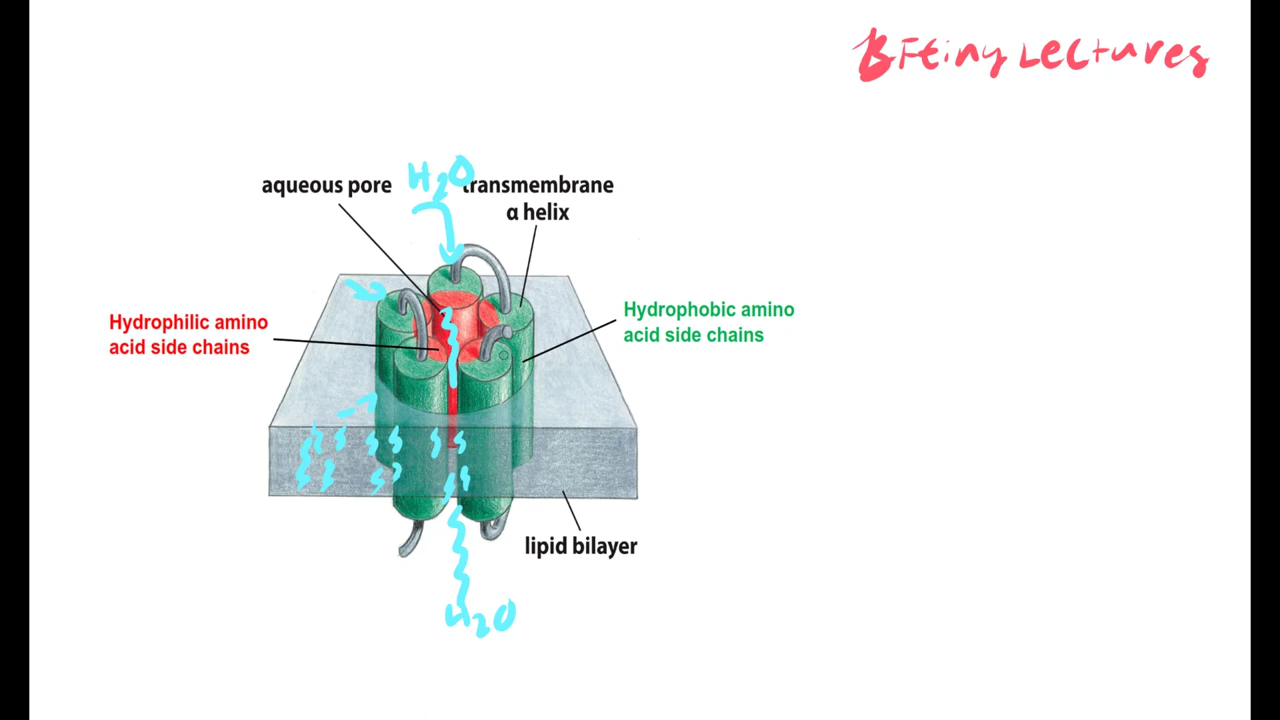 BFtiny Lectures
H2O
aqueous pore
transmembrane
α helix
Hydrophilic amino
acid side chains
Hydrophobic amino
acid side chains
lipid bilayer
H2O